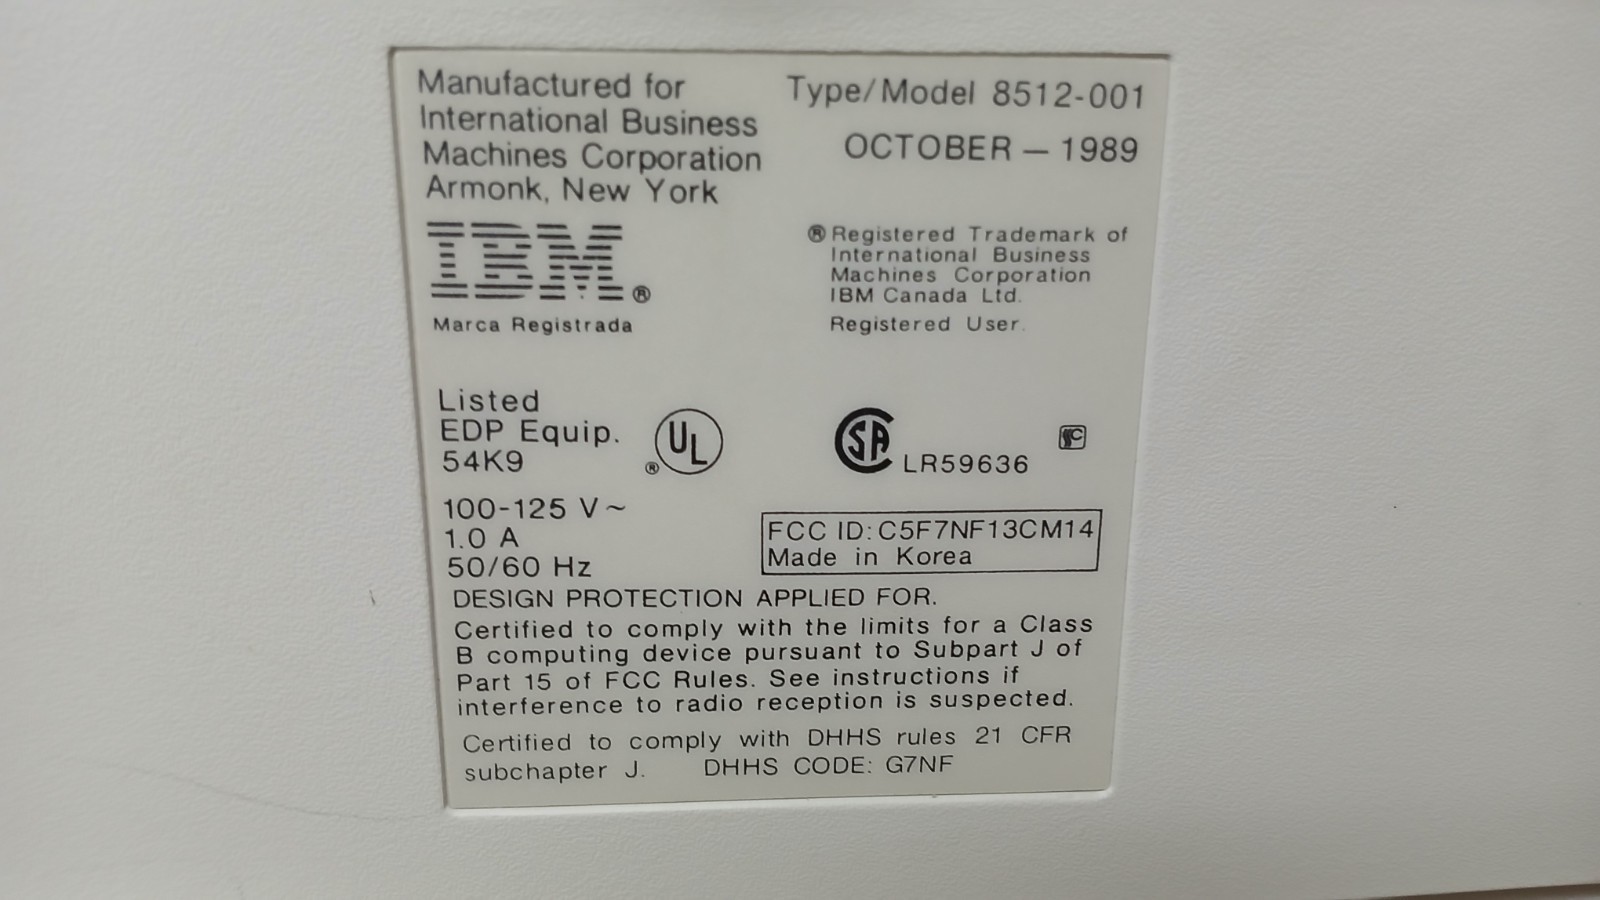 Manufactured for
International Business
Machines Corporation
Armonk, New York
IBM®
Marca Registrada
Type/Model 8512-001
OCTOBER — 1989
® Registered Trademark of
International Business
Machines Corporation
IBM Canada Ltd.
Registered User.
Listed
EDP Equip.
54K9
UL
®
SA
LR59636
100-125 V~
1.0 A
50/60 Hz
FCC ID: C5F7NF13CM14
Made in Korea
DESIGN PROTECTION APPLIED FOR.
Certified to comply with the limits for a Class
B computing device pursuant to Subpart J of
Part 15 of FCC Rules. See instructions if
interference to radio reception is suspected.
Certified to comply with DHHS rules 21 CFR
subchapter J. DHHS CODE: G7NF